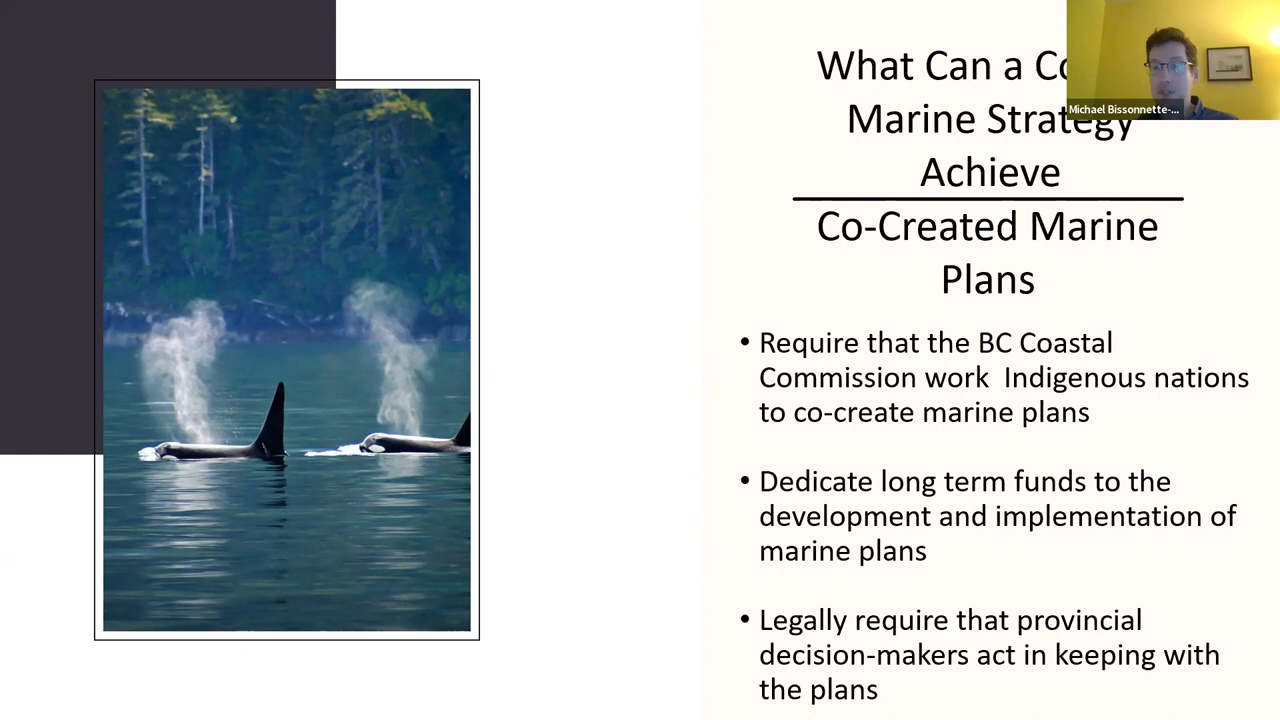 What Can a Co
Marine Strategy
Achieve
Co-Created Marine
Plans
• Require that the BC Coastal
Commission work  Indigenous nations
to co-create marine plans
• Dedicate long term funds to the
development and implementation of
marine plans
• Legally require that provincial
decision-makers act in keeping with
the plans
Michael Bissonnette-...